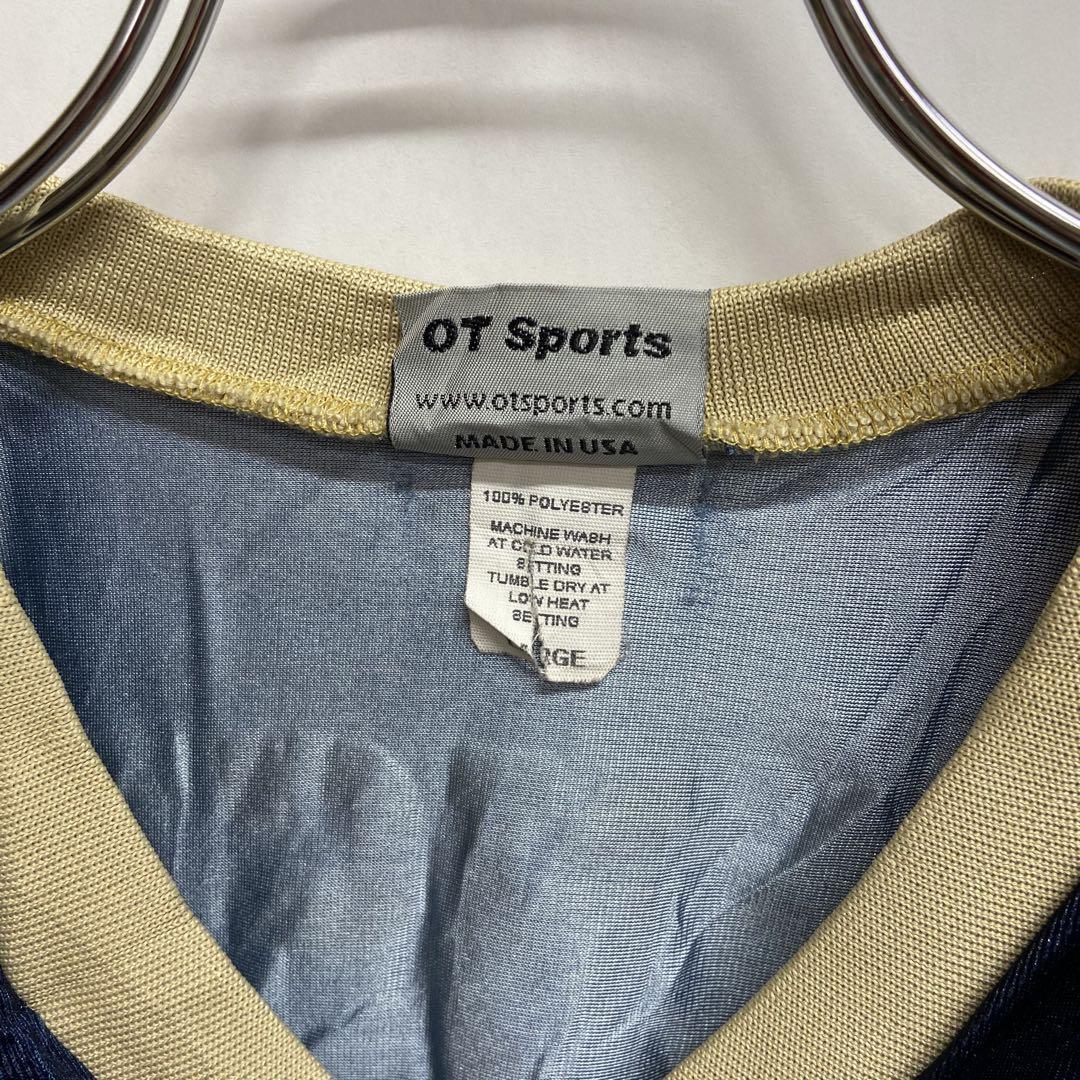 OT Sports
www.otsports.com
MADE IN USA
100% POLYESTER
MACHINE WASH
AT COLD WATER
SETTING
TUMBLE DRY AT
LOW HEAT
SETTING
LARGE